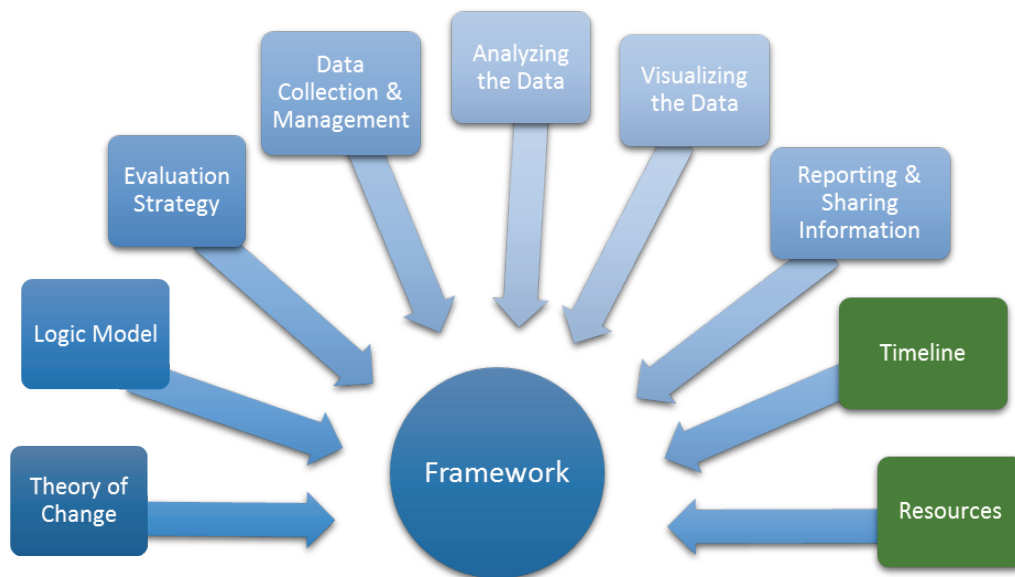 Theory of
Change
Logic Model
Evaluation
Strategy
Data
Collection &
Management
Analyzing
the Data
Visualizing
the Data
Reporting &
Sharing
Information
Timeline
Resources
Framework